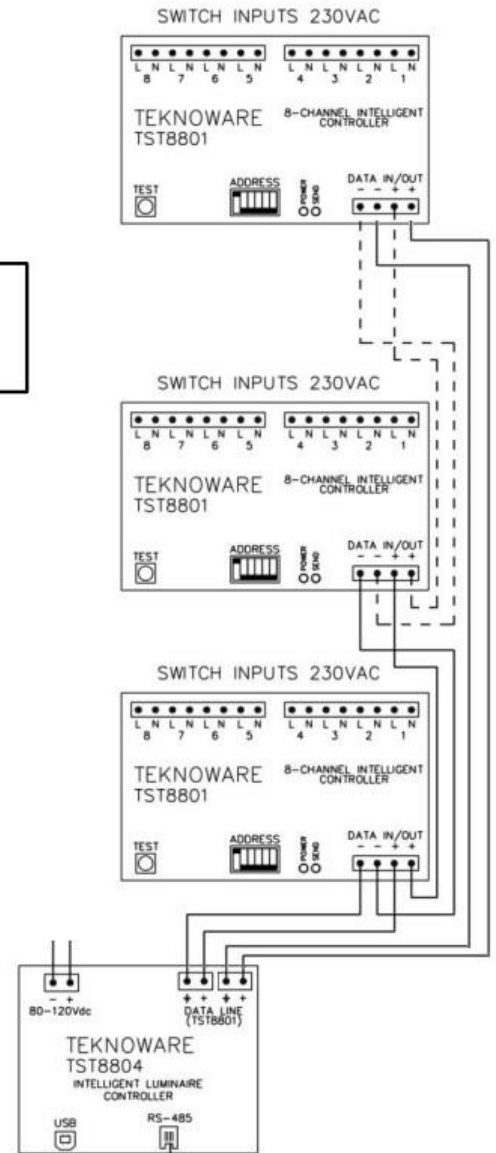 SWITCH INPUTS 230VAC
L N L N L N L N L N L N L N L N
8 7 6 5 4 3 2 1
TEKNOWARE
TST8801
8-CHANNEL INTELLIGENT
CONTROLLER
TEST
ADDRESS
POWER
SEND
DATA IN/OUT
- - + +
SWITCH INPUTS 230VAC
L N L N L N L N L N L N L N L N
8 7 6 5 4 3 2 1
TEKNOWARE
TST8801
8-CHANNEL INTELLIGENT
CONTROLLER
TEST
ADDRESS
POWER
SEND
DATA IN/OUT
- - + +
SWITCH INPUTS 230VAC
L N L N L N L N L N L N L N L N
8 7 6 5 4 3 2 1
TEKNOWARE
TST8801
8-CHANNEL INTELLIGENT
CONTROLLER
TEST
ADDRESS
POWER
SEND
DATA IN/OUT
- - + +
- +
80-120Vdc
DATA LINE
(TST8801)
TEKNOWARE
TST8804
INTELLIGENT LUMINAIRE
CONTROLLER
USB
RS-485